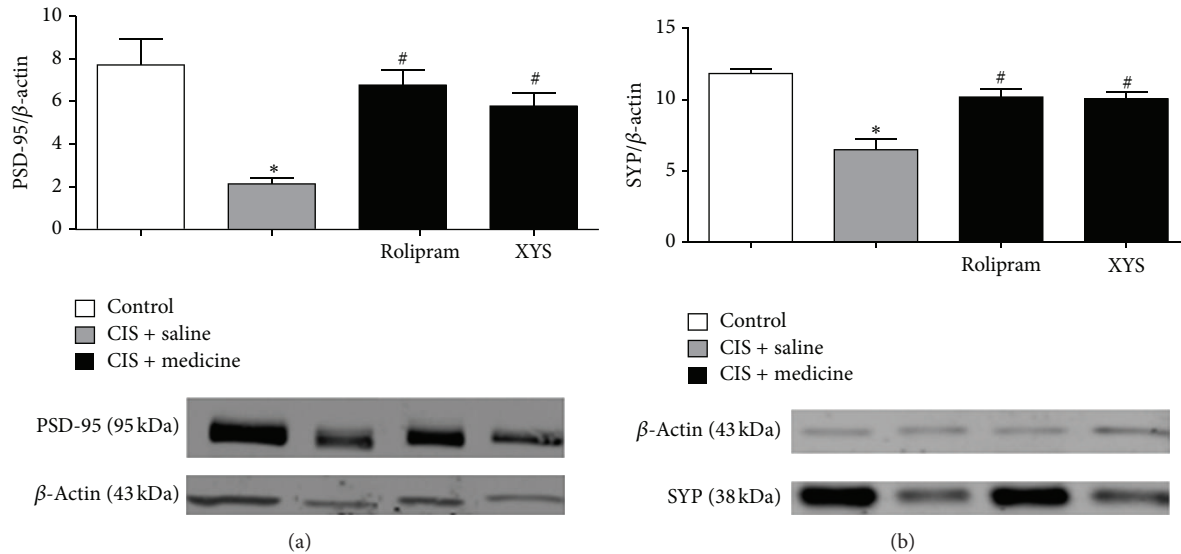 10
8
6
4
2
0
PSD-95/β-actin
*
#
#
Rolipram
XYS
Control
CIS + saline
CIS + medicine
PSD-95 (95 kDa)
β-Actin (43 kDa)
(a)
15
10
5
0
SYP/β-actin
*
#
#
Rolipram
XYS
Control
CIS + saline
CIS + medicine
β-Actin (43 kDa)
SYP (38 kDa)
(b)